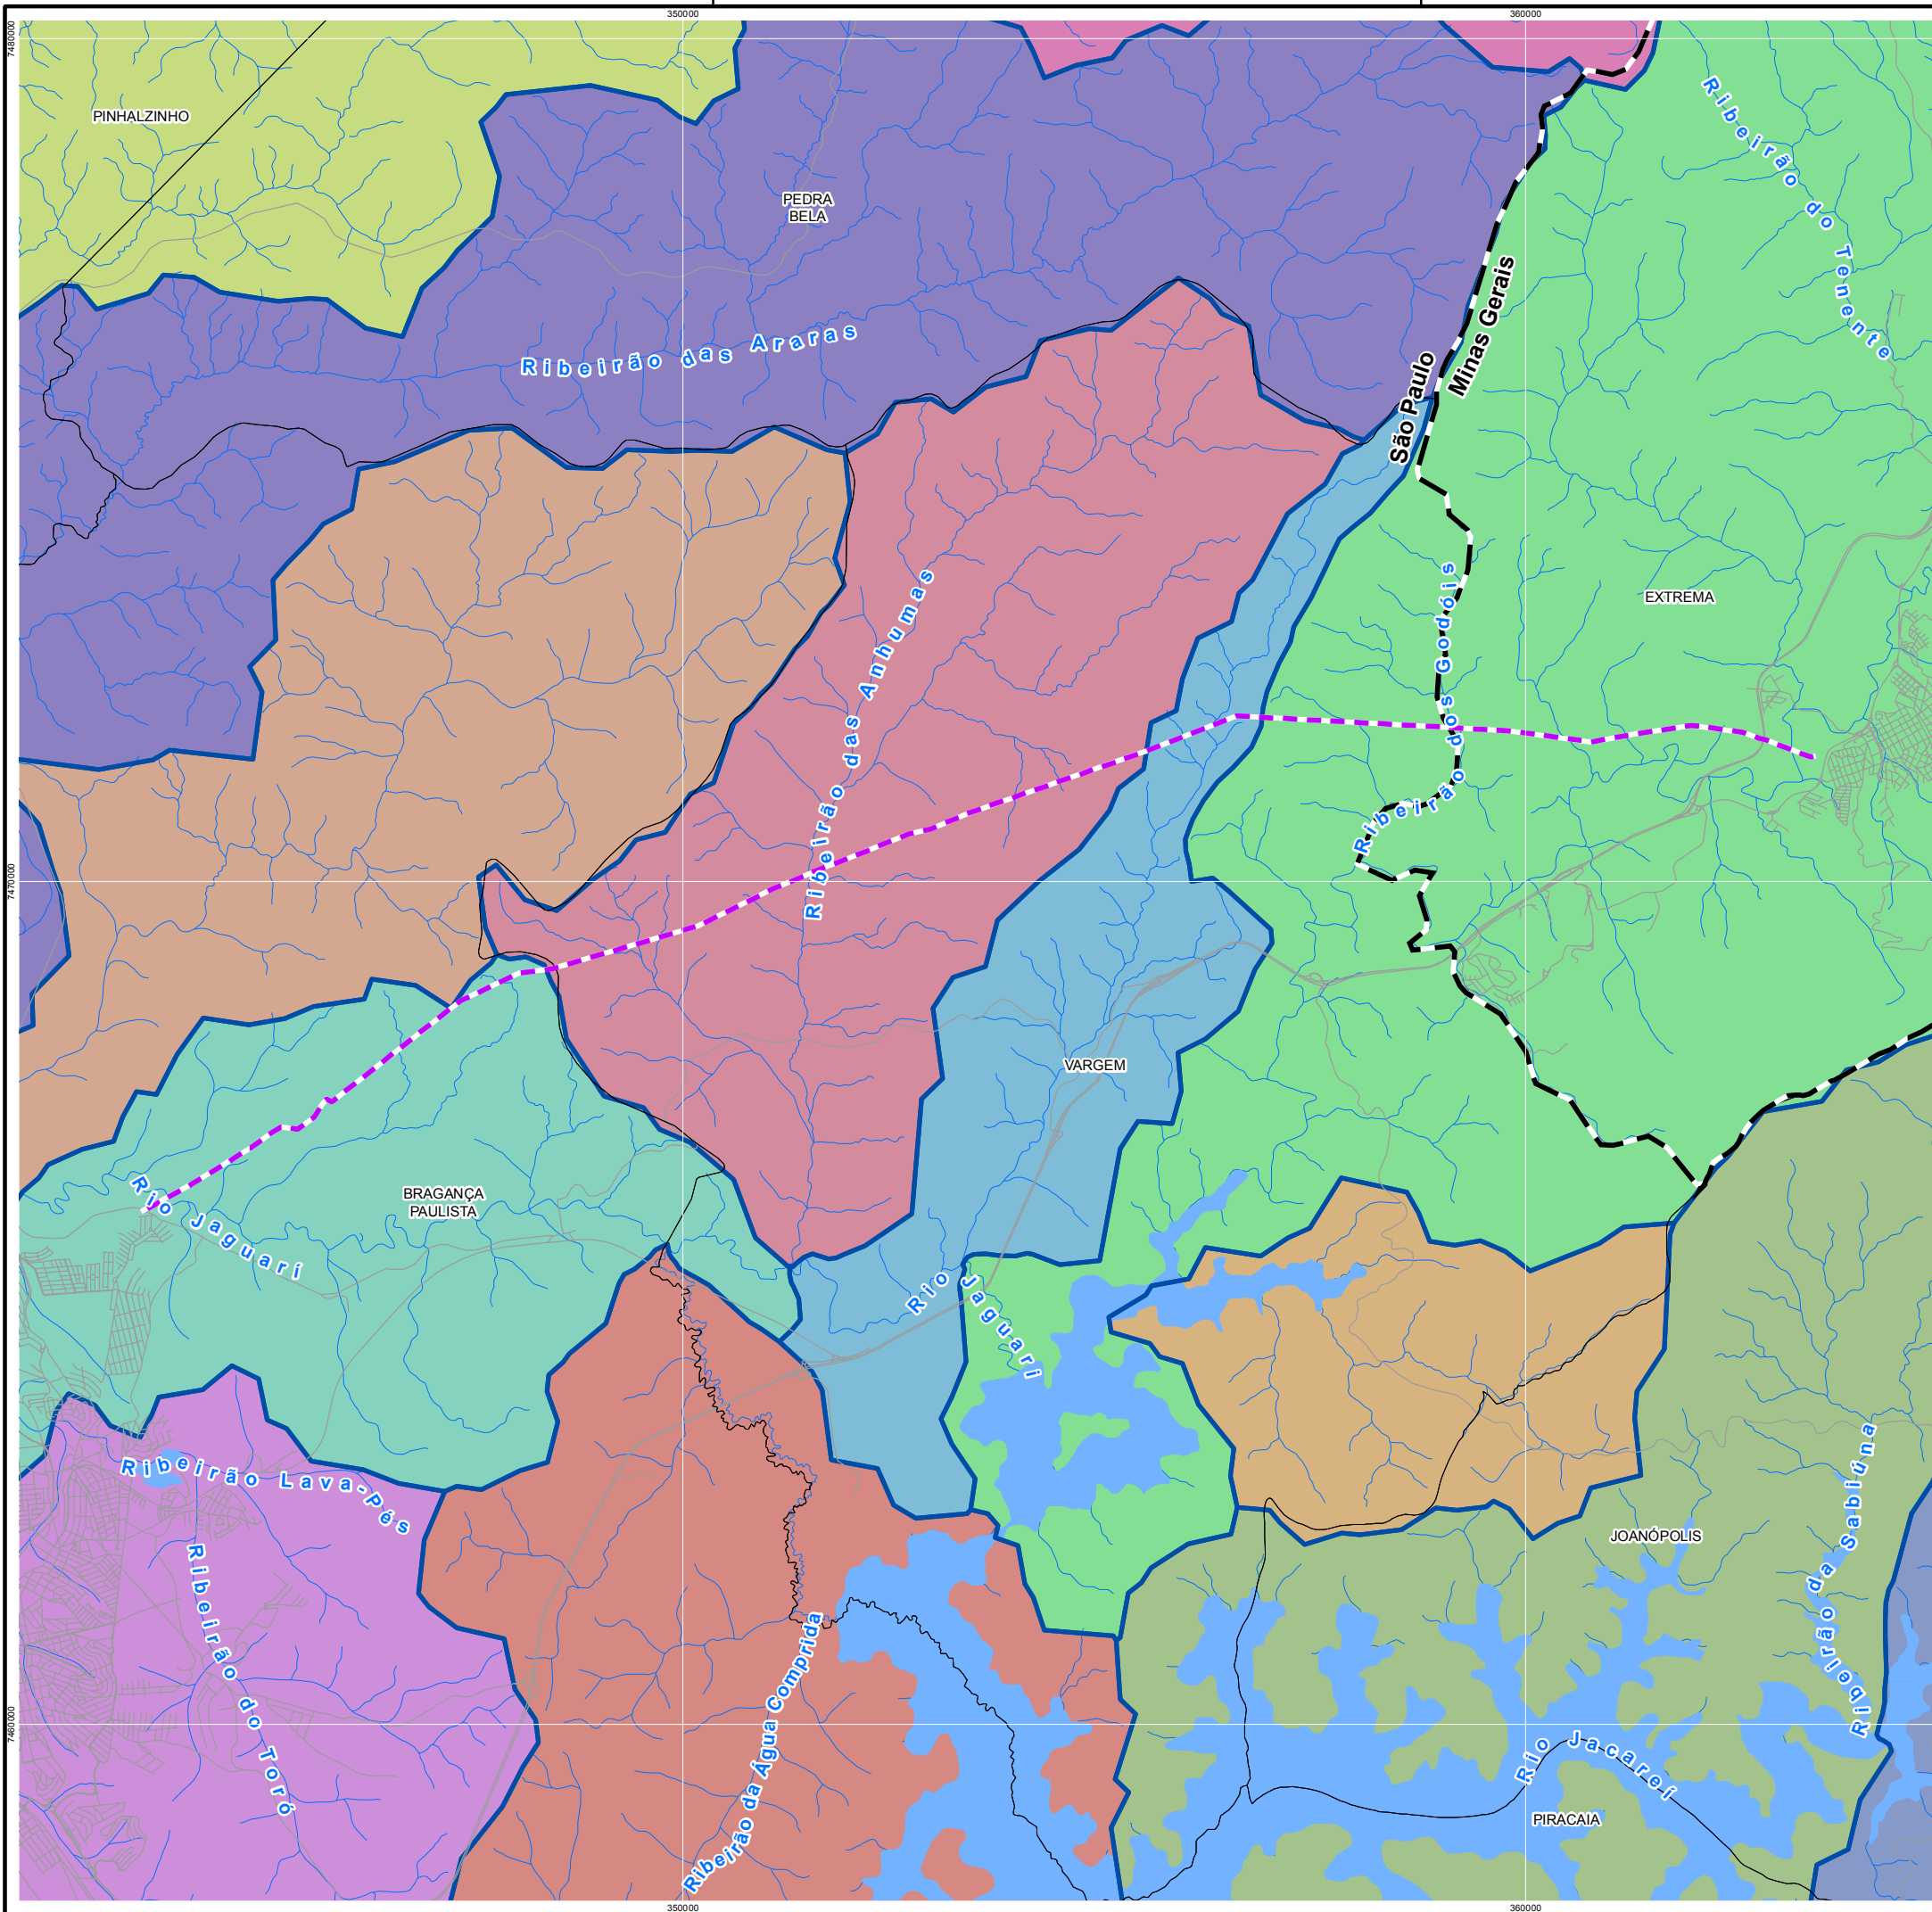 350000
360000
7480000
PINHALZINHO
Ribeirão do Tenente
PEDRA
BELA
São Paulo
Minas Gerais
Ribeirão das Araras
Ribeirão das Anhumas
Ribeirão dos Godóis
EXTREMA
7470000
VARGEM
BRAGANÇA
PAULISTA
Rio Jaguarí
Rio Jaguari
Ribeirão Lava-Pés
Ribeirão do Toró
Ribeirão da Água Comprida
JOANÓPOLIS
Ribeirão da Sabiúna
7460000
Rio Jacareí
PIRACAIA
350000
360000